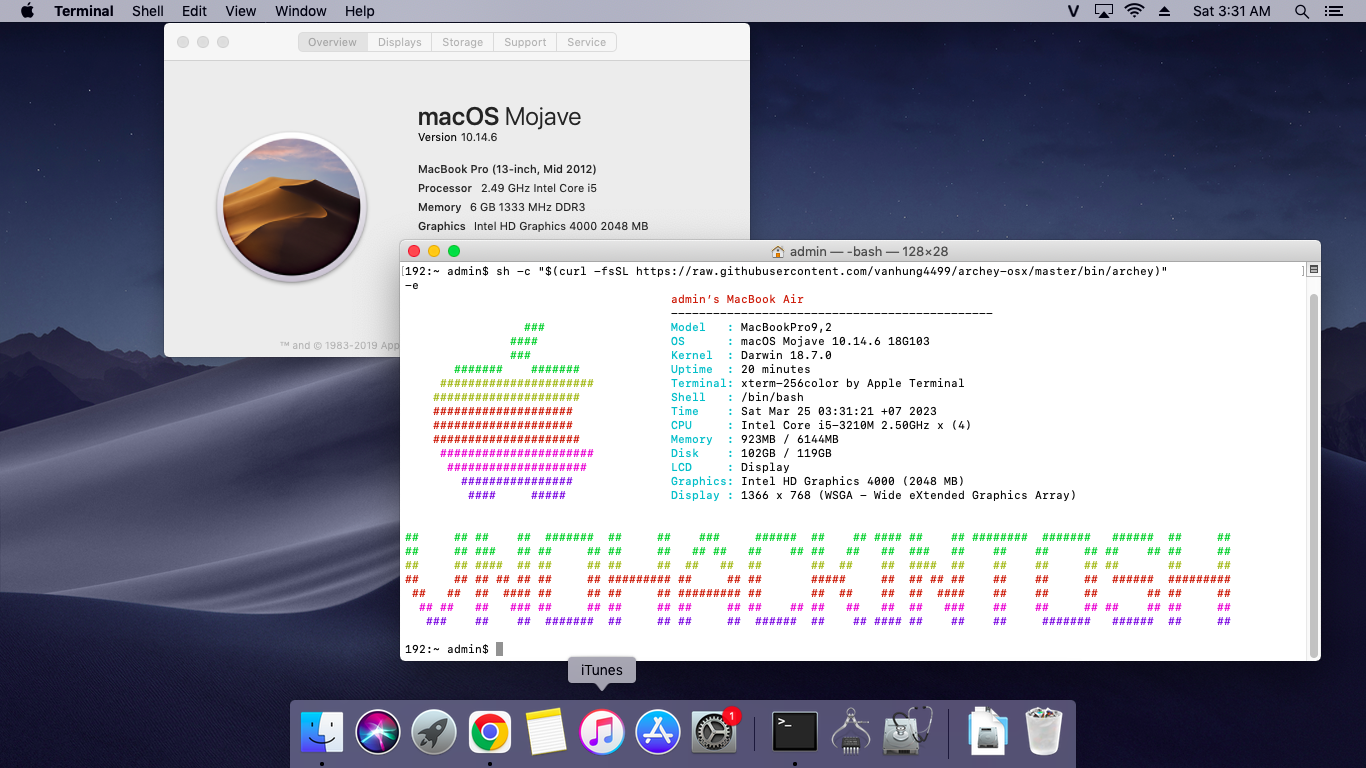 Terminal Shell Edit View Window Help
Sat 3:31 AM
Overview Displays Storage Support Service
macOS Mojave
Version 10.14.6
MacBook Pro (13-inch, Mid 2012)
Processor 2.49 GHz Intel Core i5
Memory 6 GB 1333 MHz DDR3
Graphics Intel HD Graphics 4000 2048 MB
™ and © 1983-2019 App
admin — -bash — 128×28
[192:~ admin$ sh -c "$(curl -fsSL https://raw.githubusercontent.com/vanhung4499/archey-osx/master/bin/archey)" ]
-e
admin's MacBook Air
----------------------------------------------
Model : MacBookPro9,2
OS : macOS Mojave 10.14.6 18G103
Kernel : Darwin 18.7.0
Uptime : 20 minutes
Terminal: xterm-256color by Apple Terminal
Shell : /bin/bash
Time : Sat Mar 25 03:31:21 +07 2023
CPU : Intel Core i5-3210M 2.50GHz x (4)
Memory : 923MB / 6144MB
Disk : 102GB / 119GB
LCD : Display
Graphics: Intel HD Graphics 4000 (2048 MB)
Display : 1366 x 768 (WSGA - Wide eXtended Graphics Array)
VNOHACKINTOSH
192:~ admin$
iTunes
1
>_